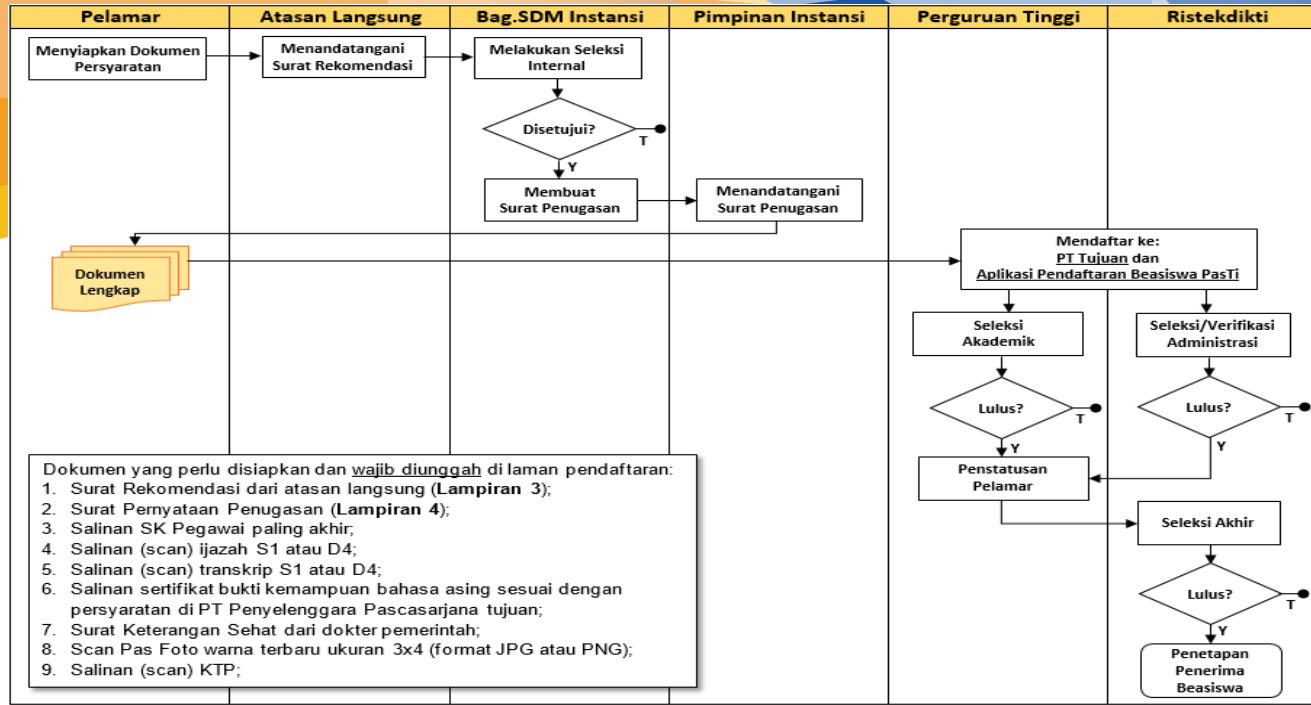 Pelamar
Atasan Langsung
Bag.SDM Instansi
Pimpinan Instansi
Perguruan Tinggi
Ristekdikti
Menyiapkan Dokumen
Persyaratan
Menandatangani
Surat Rekomendasi
Melakukan Seleksi
Internal
Disetujui?
T
Y
Membuat
Surat Penugasan
Menandatangani
Surat Penugasan
Dokumen
Lengkap
Mendaftar ke:
PT Tujuan dan
Aplikasi Pendaftaran Beasiswa PasTi
Seleksi
Akademik
Seleksi/Verifikasi
Administrasi
Lulus?
T
Y
Lulus?
T
Y
Penstatusan
Pelamar
Seleksi Akhir
Lulus?
T
Y
Penetapan
Penerima
Beasiswa
Dokumen yang perlu disiapkan dan wajib diunggah di laman pendaftaran:
1. Surat Rekomendasi dari atasan langsung (Lampiran 3);
2. Surat Pernyataan Penugasan (Lampiran 4);
3. Salinan SK Pegawai paling akhir;
4. Salinan (scan) ijazah S1 atau D4;
5. Salinan (scan) transkrip S1 atau D4;
6. Salinan sertifikat bukti kemampuan bahasa asing sesuai dengan
persyaratan di PT Penyelenggara Pascasarjana tujuan;
7. Surat Keterangan Sehat dari dokter pemerintah;
8. Scan Pas Foto warna terbaru ukuran 3x4 (format JPG atau PNG);
9. Salinan (scan) KTP;